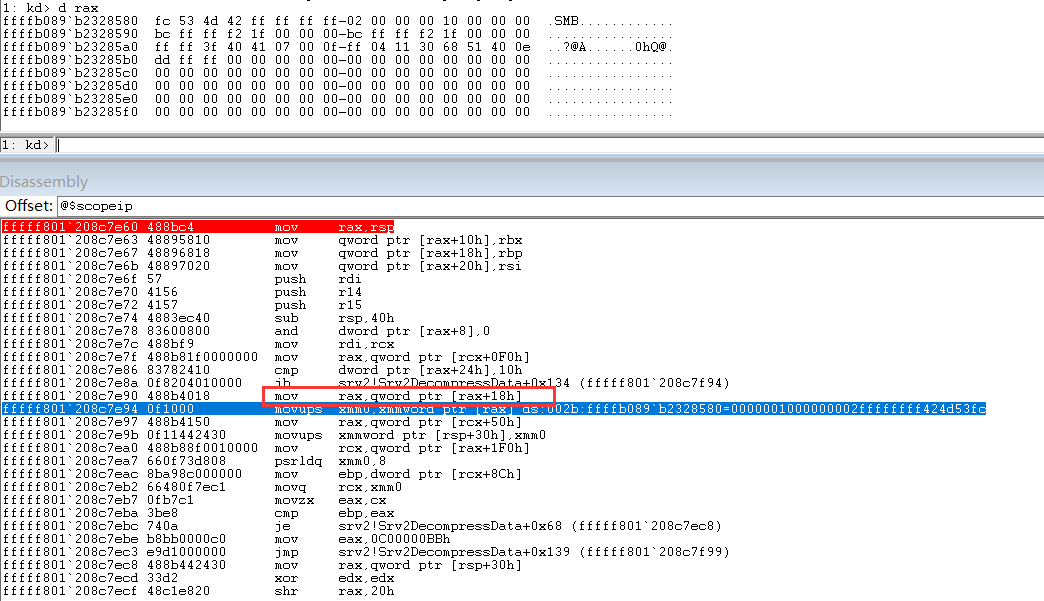 1: kd> d rax
ffffb089`b2328580  fc 53 4d 42 ff ff ff ff-02 00 00 00 10 00 00 00  .SMB............
ffffb089`b2328590  bc ff ff f2 1f 00 00 00-bc ff ff f2 1f 00 00 00  ................
ffffb089`b23285a0  ff ff 3f 40 41 07 00 0f-ff 04 11 30 68 51 40 0e  ..?@A......0hQ@.
ffffb089`b23285b0  dd ff ff 00 00 00 00 00-00 00 00 00 00 00 00 00  ................
ffffb089`b23285c0  00 00 00 00 00 00 00 00-00 00 00 00 00 00 00 00  ................
ffffb089`b23285d0  00 00 00 00 00 00 00 00-00 00 00 00 00 00 00 00  ................
ffffb089`b23285e0  00 00 00 00 00 00 00 00-00 00 00 00 00 00 00 00  ................
ffffb089`b23285f0  00 00 00 00 00 00 00 00-00 00 00 00 00 00 00 00  ................
1: kd>
Disassembly
Offset: @$scopeip
fffff801`208c7e60 488bc4          mov     rax,rsp
fffff801`208c7e63 48895810        mov     qword ptr [rax+10h],rbx
fffff801`208c7e67 48896818        mov     qword ptr [rax+18h],rbp
fffff801`208c7e6b 48897020        mov     qword ptr [rax+20h],rsi
fffff801`208c7e6f 57              push    rdi
fffff801`208c7e70 4156            push    r14
fffff801`208c7e72 4157            push    r15
fffff801`208c7e74 4883ec40        sub     rsp,40h
fffff801`208c7e78 83600800        and     dword ptr [rax+8],0
fffff801`208c7e7c 488bf9          mov     rdi,rcx
fffff801`208c7e7f 488b81f0000000  mov     rax,qword ptr [rcx+0F0h]
fffff801`208c7e86 83782410        cmp     dword ptr [rax+24h],10h
fffff801`208c7e8a 0f8204010000    jb      srv2!Srv2DecompressData+0x134 (fffff801`208c7f94)
fffff801`208c7e90 488b4018        mov     rax,qword ptr [rax+18h]
fffff801`208c7e94 0f1000          movups  xmm0,xmmword ptr [rax] ds:002b:ffffb089`b2328580=0000001000000002ffffffff424d53fc
fffff801`208c7e97 488b4150        mov     rax,qword ptr [rcx+50h]
fffff801`208c7e9b 0f11442430      movups  xmmword ptr [rsp+30h],xmm0
fffff801`208c7ea0 488b88f0010000  mov     rcx,qword ptr [rax+1F0h]
fffff801`208c7ea7 660f73d808      psrldq  xmm0,8
fffff801`208c7eac 8ba98c000000    mov     ebp,dword ptr [rcx+8Ch]
fffff801`208c7eb2 66480f7ec1      movq    rcx,xmm0
fffff801`208c7eb7 0fb7c1          movzx   eax,cx
fffff801`208c7eba 3be8            cmp     ebp,eax
fffff801`208c7ebc 740a            je      srv2!Srv2DecompressData+0x68 (fffff801`208c7ec8)
fffff801`208c7ebe b8bb0000c0      mov     eax,0C00000BBh
fffff801`208c7ec3 e9d1000000      jmp     srv2!Srv2DecompressData+0x139 (fffff801`208c7f99)
fffff801`208c7ec8 488b442430      mov     rax,qword ptr [rsp+30h]
fffff801`208c7ecd 33d2            xor     edx,edx
fffff801`208c7ecf 48c1e820        shr     rax,20h